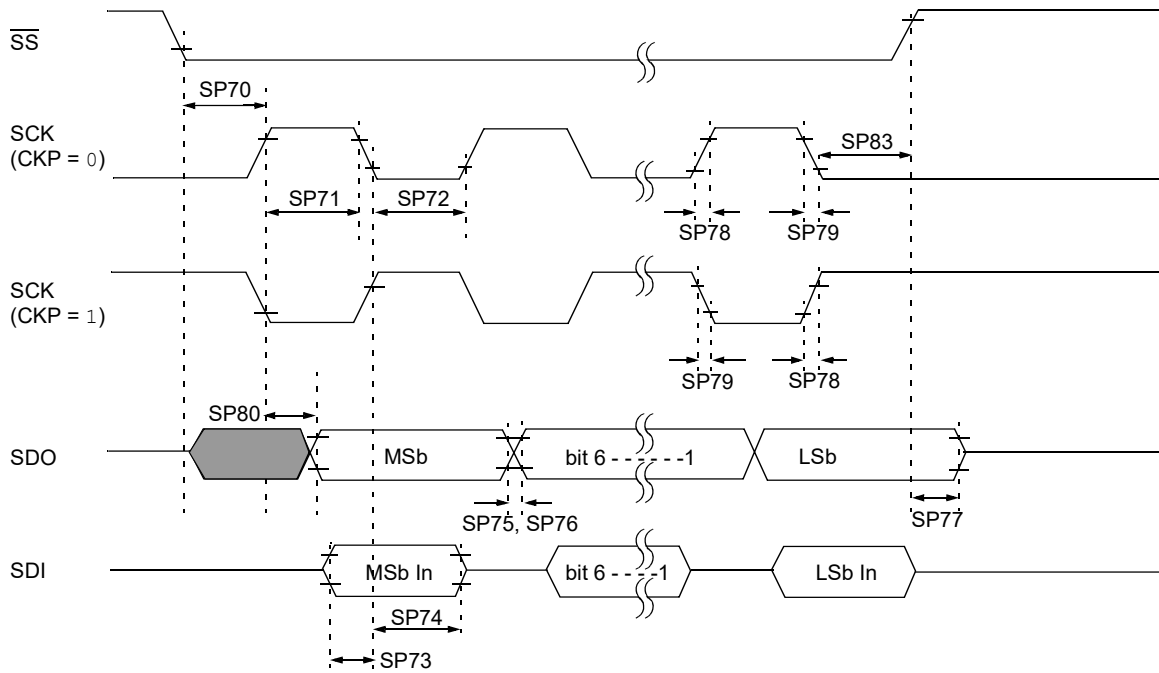 SS
SP70
SCK
(CKP = 0)
SP83
SP71
SP72
SP78
SP79
SCK
(CKP = 1)
SP79
SP78
SP80
SDO
MSb
bit 6 - - - - - -1
LSb
SP75, SP76
SP77
SDI
MSb In
bit 6 - - - - -1
LSb In
SP74
SP73